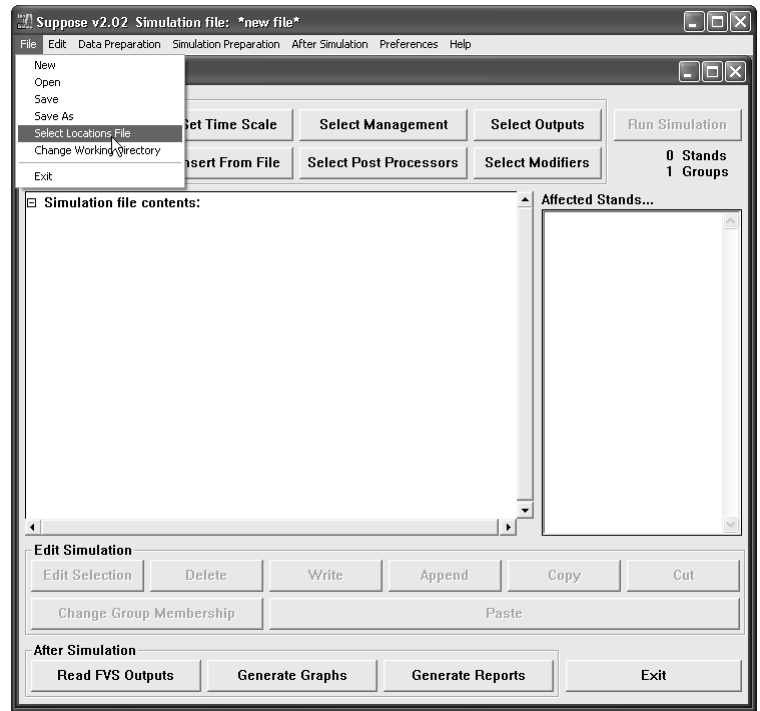 Suppose v2.02 Simulation file: *new file*
File Edit Data Preparation Simulation Preparation After Simulation Preferences Help
New
Open
Save
Save As
Select Locations File
Change Working Directory
Exit
Set Time Scale Select Management Select Outputs Run Simulation
Insert From File Select Post Processors Select Modifiers
0 Stands
1 Groups
Simulation file contents:
Affected Stands...
Edit Simulation
Edit Selection Delete Write Append Copy Cut
Change Group Membership Paste
After Simulation
Read FVS Outputs Generate Graphs Generate Reports Exit